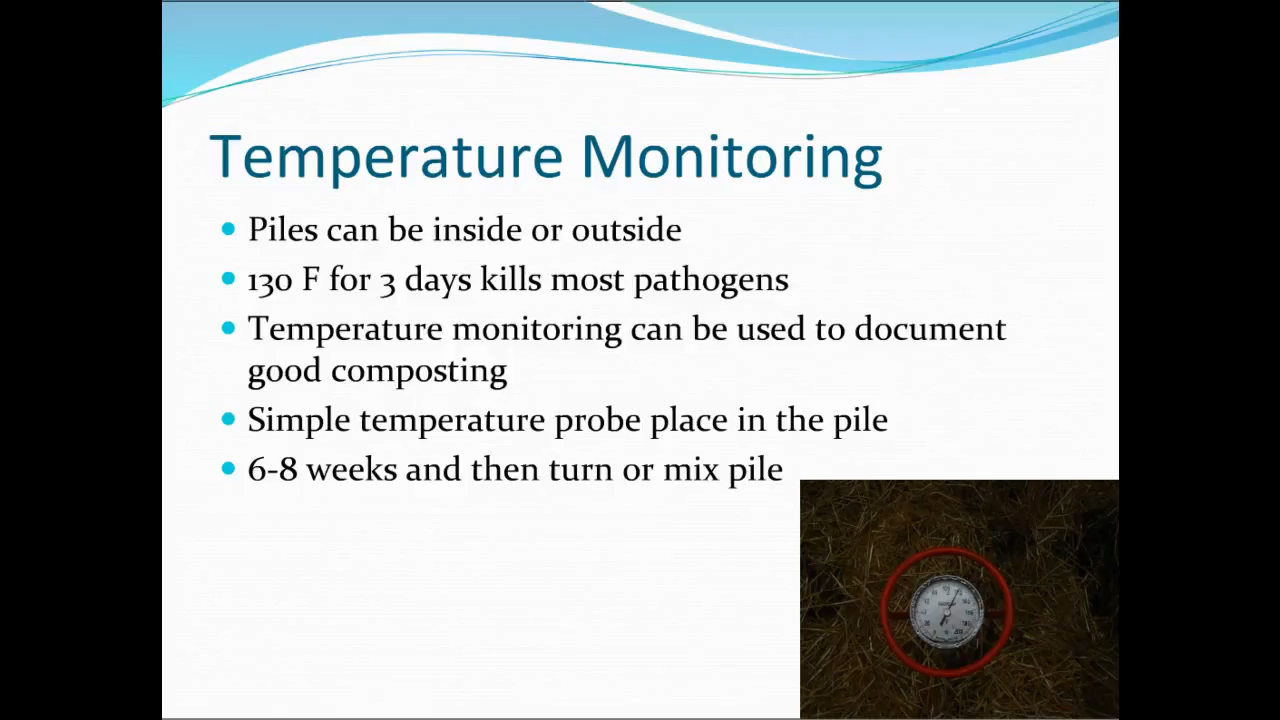 Temperature Monitoring
Piles can be inside or outside
130 F for 3 days kills most pathogens
Temperature monitoring can be used to document
good composting
Simple temperature probe place in the pile
6-8 weeks and then turn or mix pile